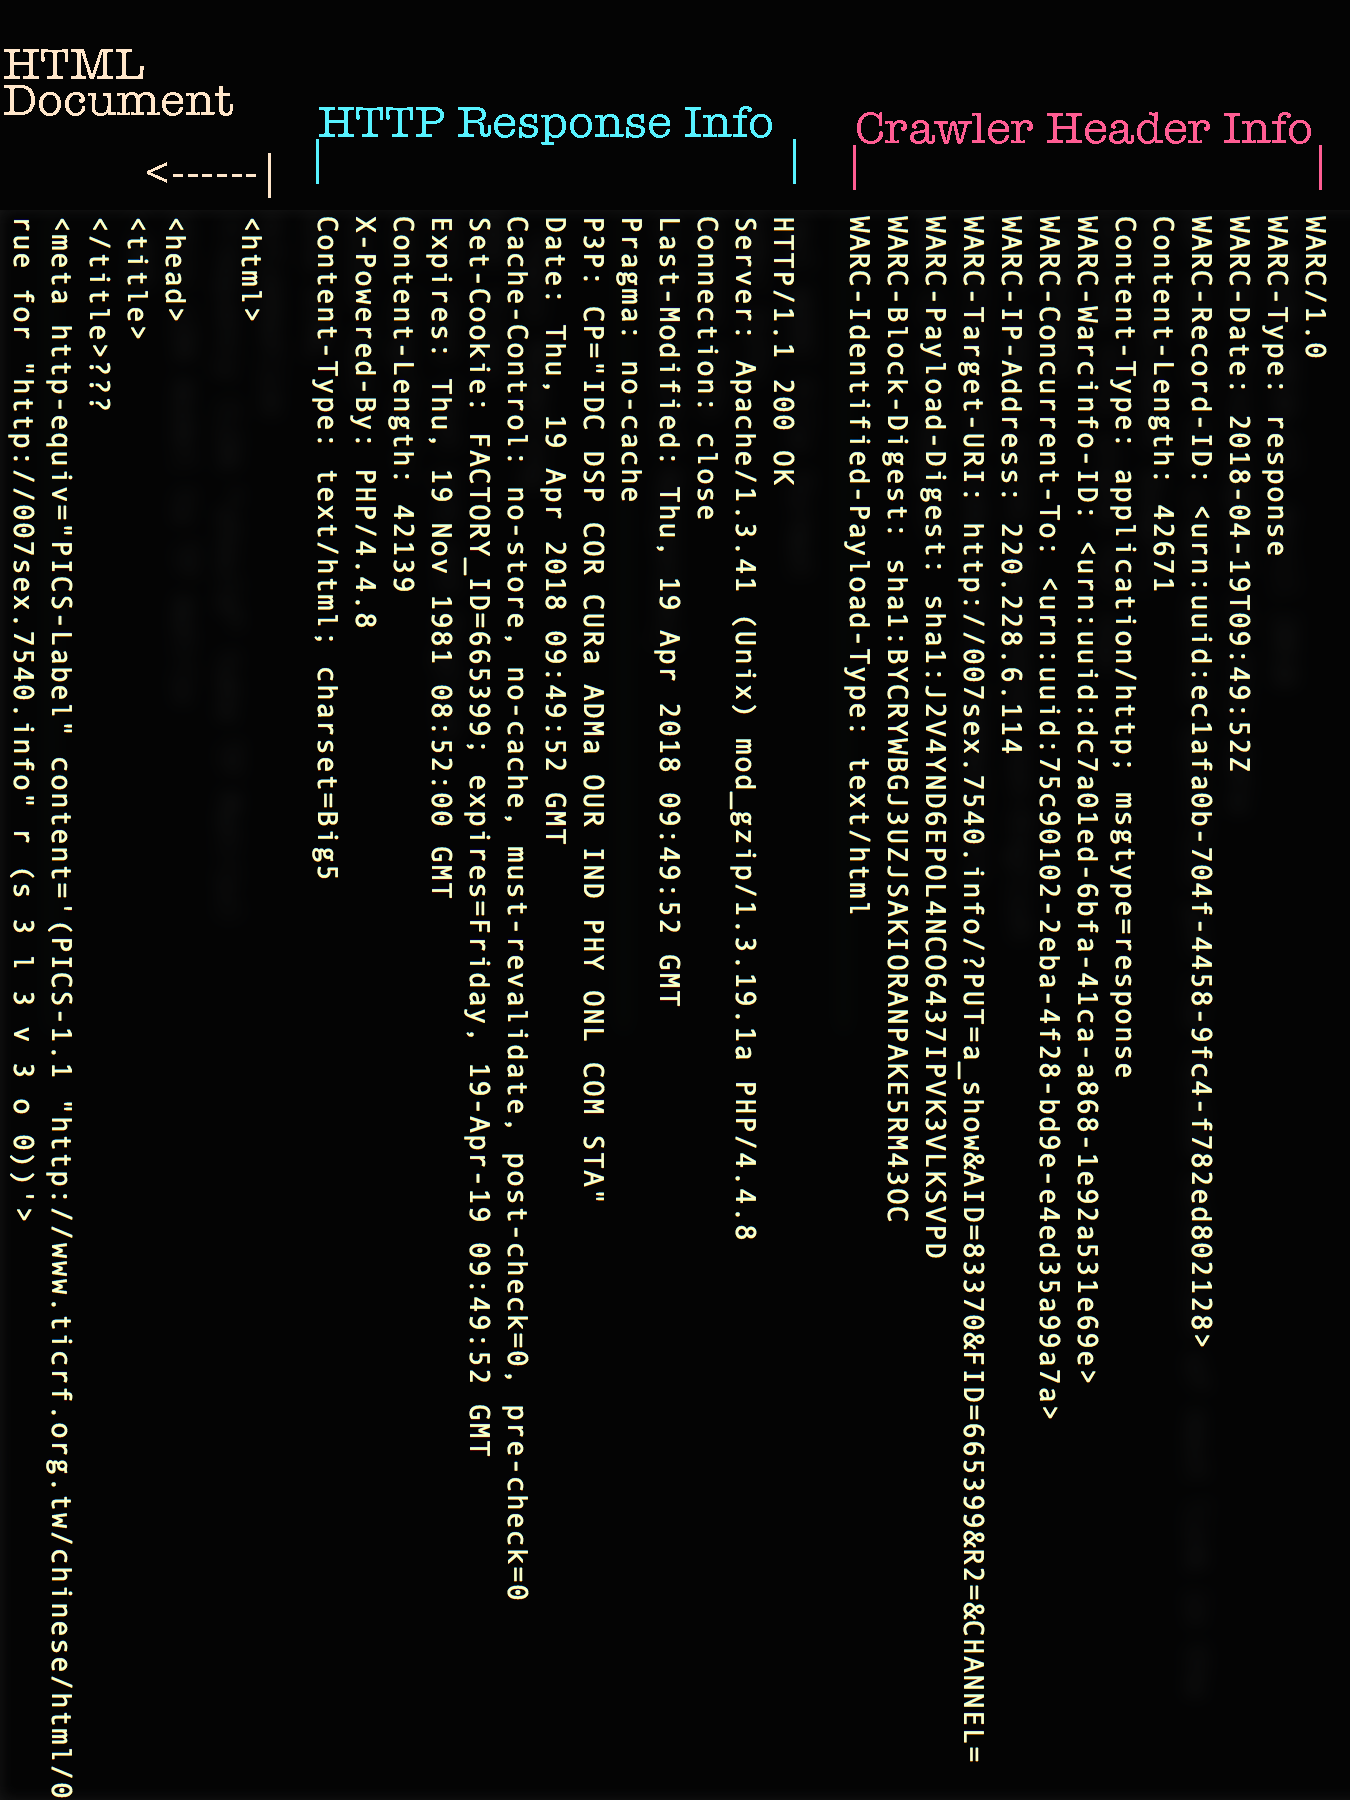 HTML
Document
<------|
HTTP Response Info
Crawler Header Info
WARC/1.0
WARC-Type: response
WARC-Date: 2018-04-19T09:49:52Z
WARC-Record-ID: <urn:uuid:ec1afa0b-704f-4458-9fc4-f782ed802128>
Content-Length: 42671
Content-Type: application/http; msgtype=response
WARC-Warcinfo-ID: <urn:uuid:dc7a01ed-6bfa-41ca-a868-1e92a531e69e>
WARC-Concurrent-To: <urn:uuid:75c90102-2eba-4f28-bd9e-e4ed35a99a7a>
WARC-IP-Address: 220.228.6.114
WARC-Target-URI: http://007sex.7540.info/?PUT=a_show&AID=83370&FID=665399&R2=&CHANNEL=
WARC-Payload-Digest: sha1:J2V4YND6EPOL4NCO6437IPVK3VLKSVPD
WARC-Block-Digest: sha1:BYCRYWBGJ3UZJSAKIORANPAKE5RM43OC
WARC-Identified-Payload-Type: text/html
HTTP/1.1 200 OK
Server: Apache/1.3.41 (Unix) mod_gzip/1.3.19.1a PHP/4.4.8
Connection: close
Last-Modified: Thu, 19 Apr 2018 09:49:52 GMT
Pragma: no-cache
P3P: CP="IDC DSP COR CURa ADMa OUR IND PHY ONL COM STA"
Date: Thu, 19 Apr 2018 09:49:52 GMT
Cache-Control: no-store, no-cache, must-revalidate, post-check=0, pre-check=0
Set-Cookie: FACTORY_ID=665399; expires=Friday, 19-Apr-19 09:49:52 GMT
Expires: Thu, 19 Nov 1981 08:52:00 GMT
Content-Length: 42139
X-Powered-By: PHP/4.4.8
Content-Type: text/html; charset=Big5
<html>
<head>
<title>
</title>???
<meta http-equiv="PICS-Label" content='(PICS-1.1 "http://www.ticrf.org.tw/chinese/html/0
rue for "http://007sex.7540.info" r (s 3 l 3 v 3 o 0))'>